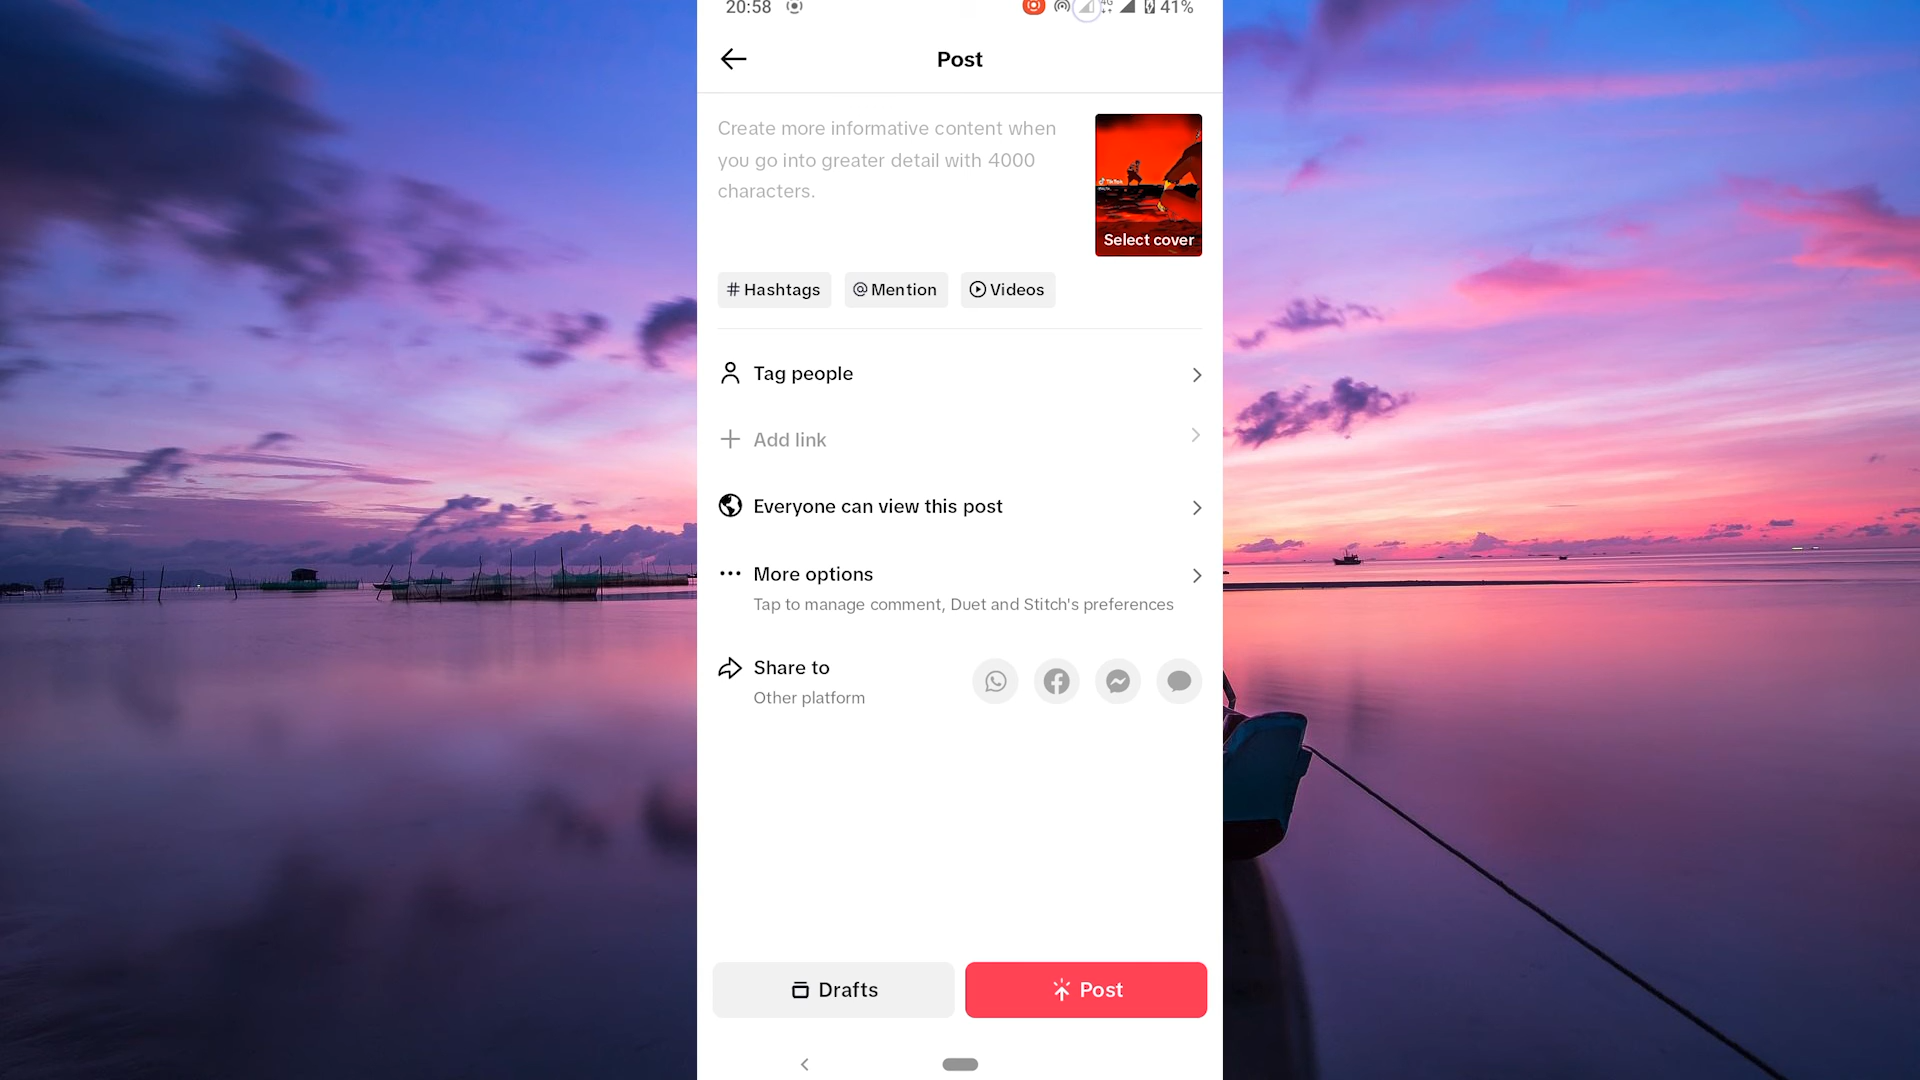 20:58
4G
41%
Post
Create more informative content when
you go into greater detail with 4000
characters.
TikTok
Select cover
# Hashtags
@ Mention
Videos
Tag people
Add link
Everyone can view this post
More options
Tap to manage comment, Duet and Stitch's preferences
Share to
Other platform
Drafts
Post